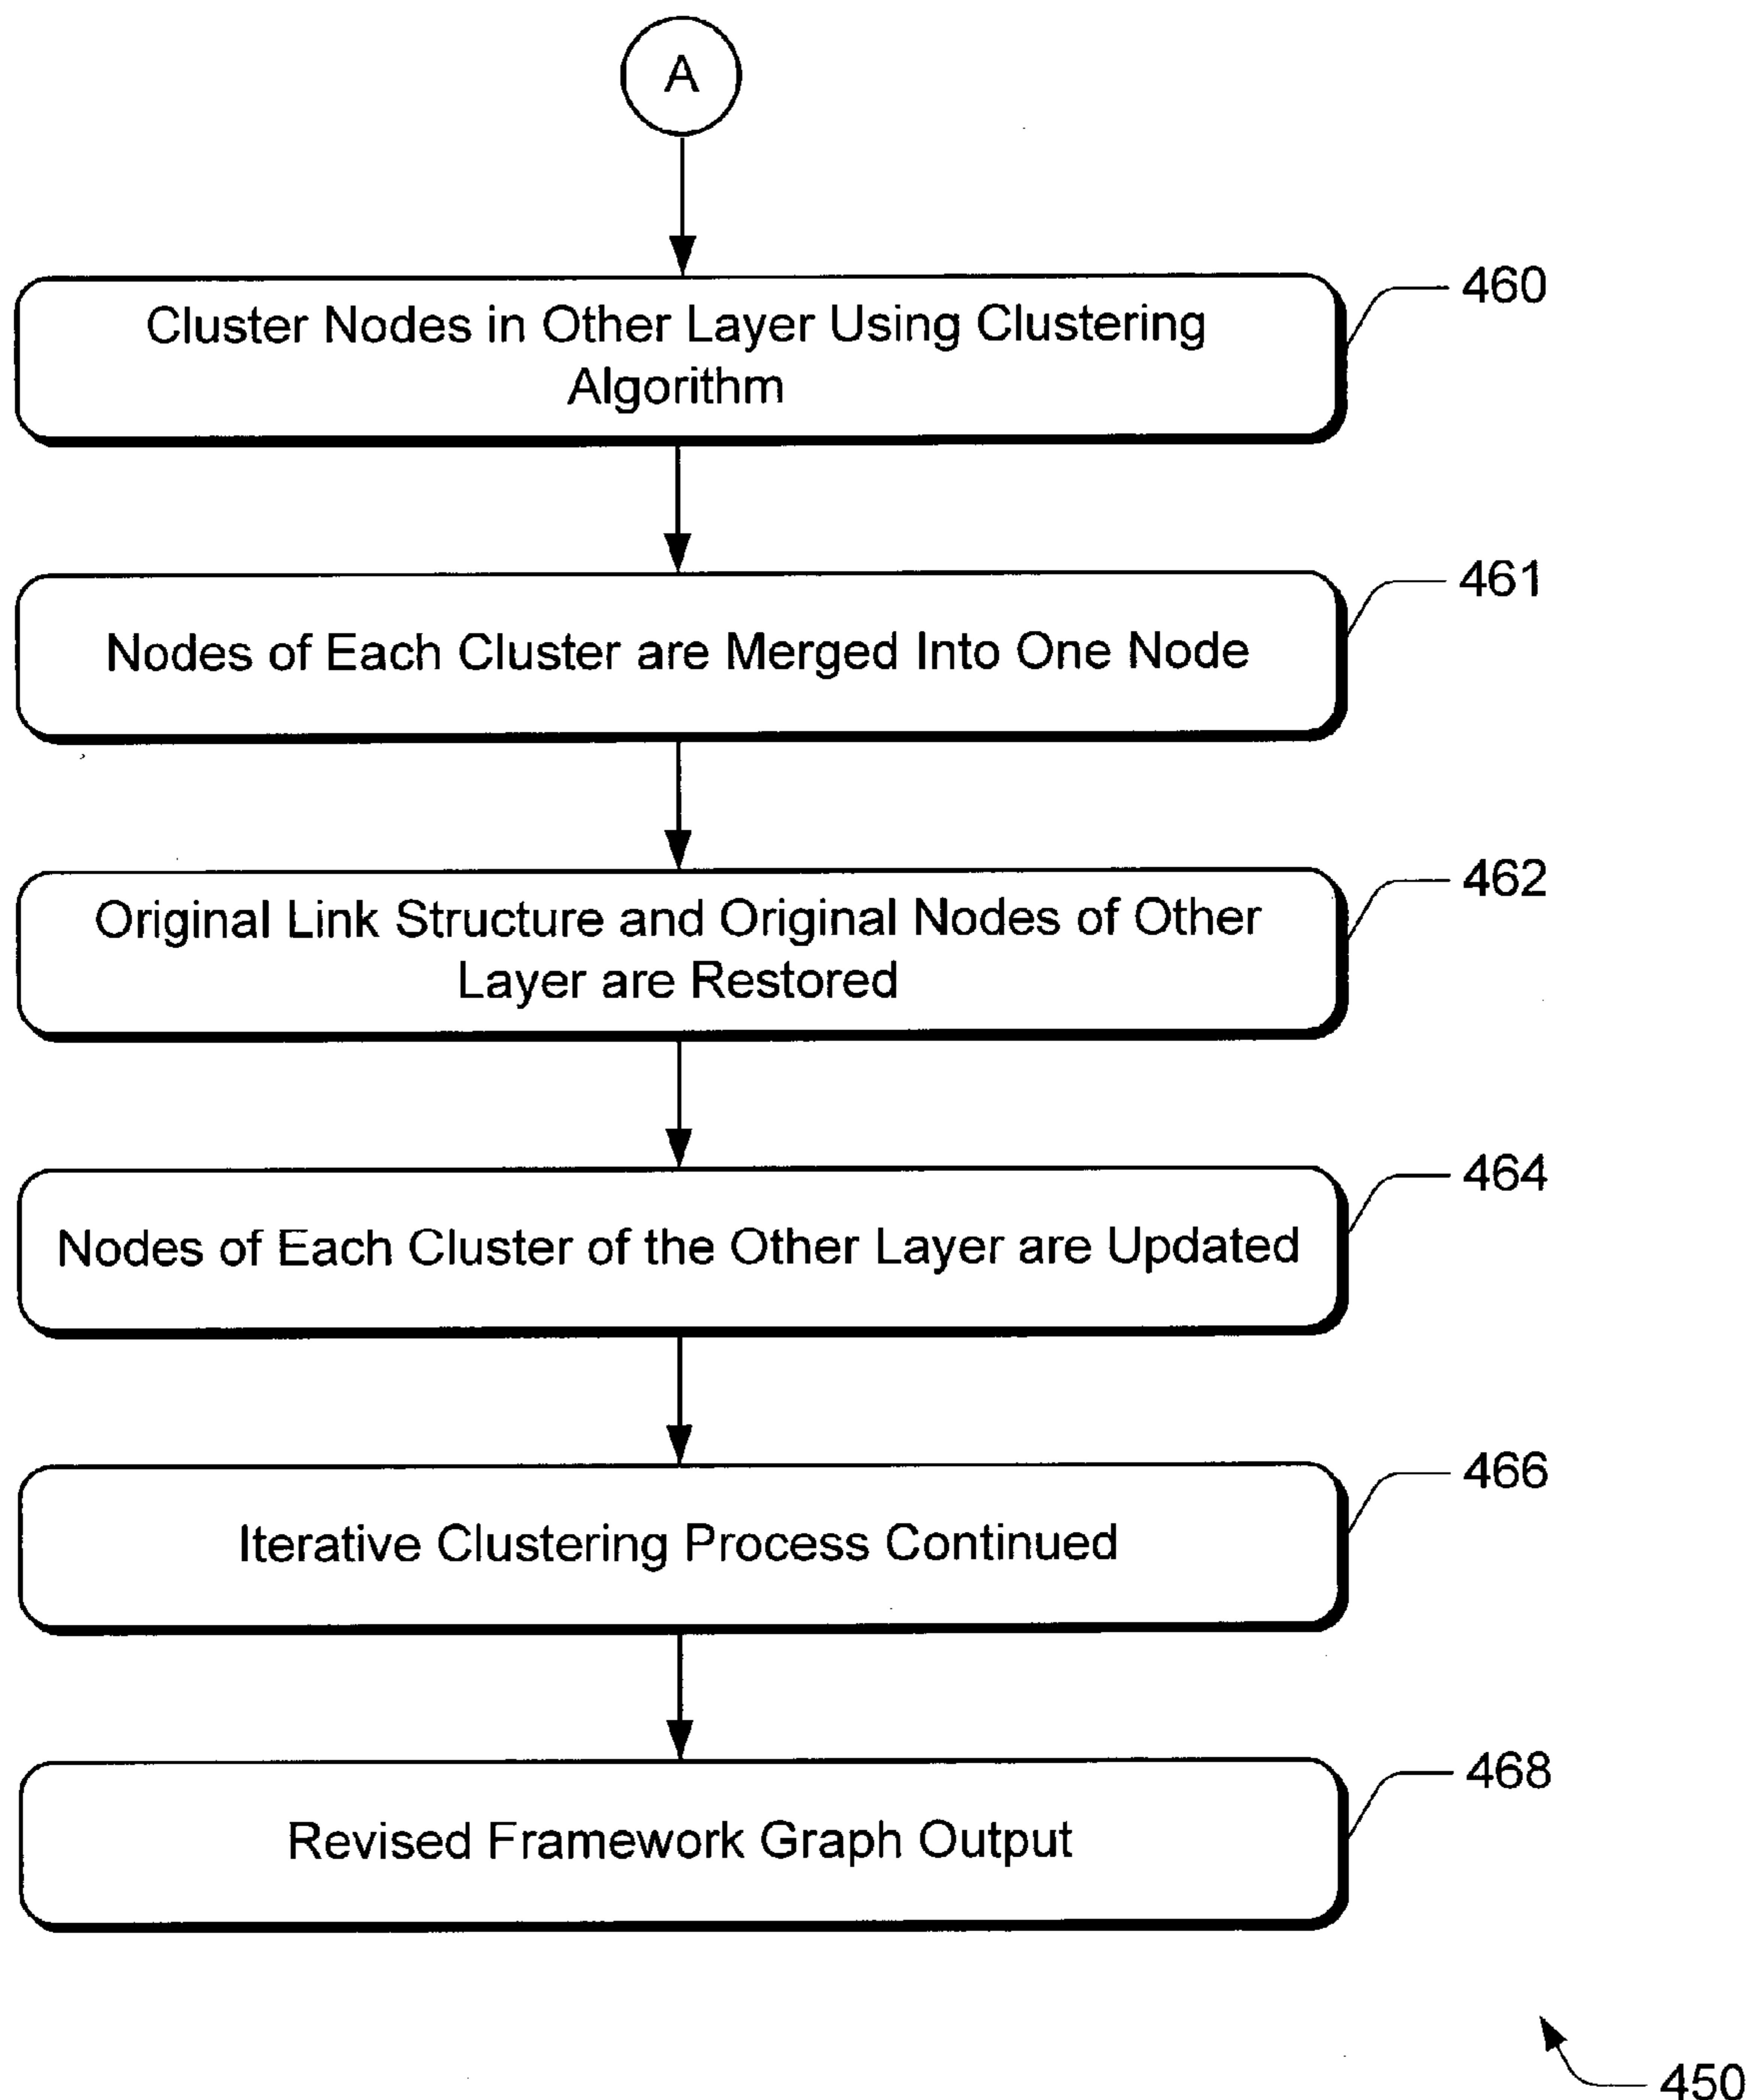 A
Cluster Nodes in Other Layer Using Clustering
Algorithm
460
Nodes of Each Cluster are Merged Into One Node
461
Original Link Structure and Original Nodes of Other
Layer are Restored
462
Nodes of Each Cluster of the Other Layer are Updated
464
Iterative Clustering Process Continued
466
Revised Framework Graph Output
468
450